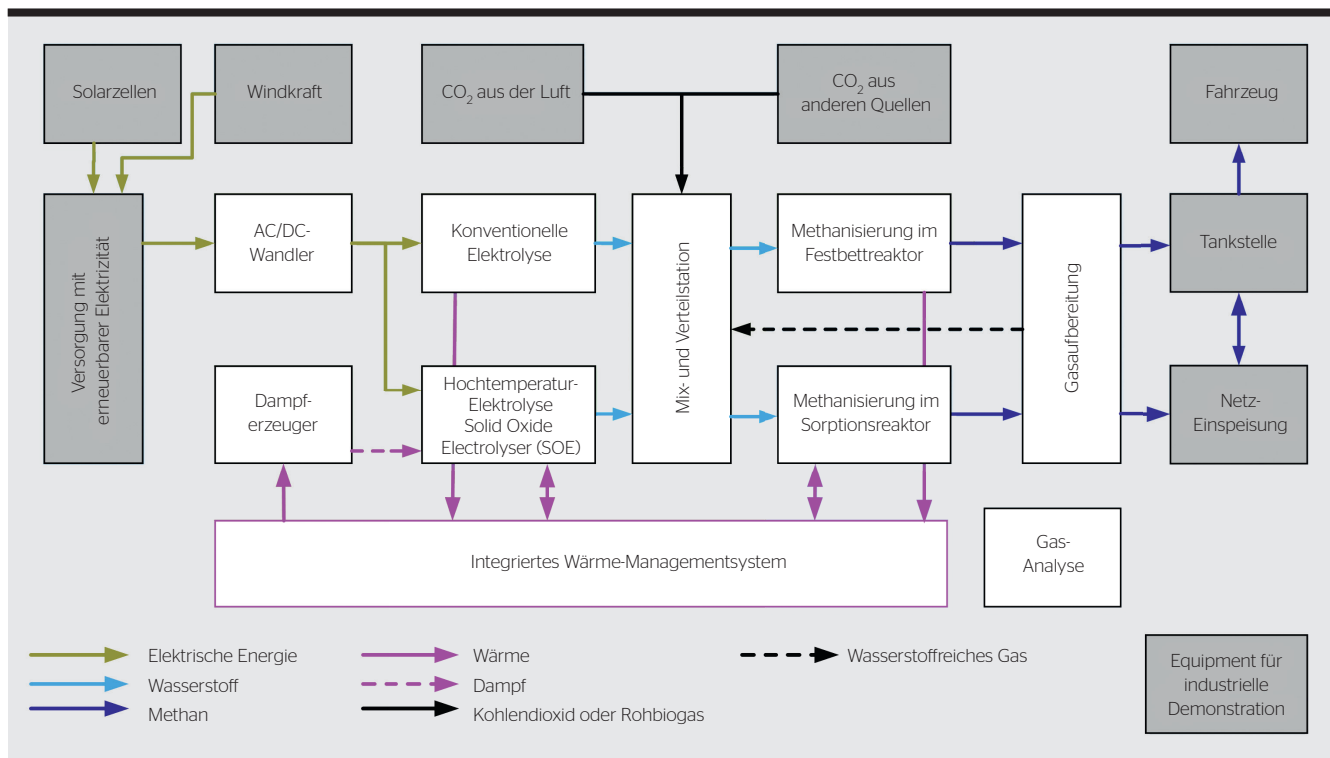 Solarzellen
Windkraft
CO2 aus der Luft
CO2 aus
anderen Quellen
Fahrzeug
Versorgung mit
erneuerbarer Elektrizität
AC/DC-
Wandler
Konventionelle
Elektrolyse
Mix- und Verteilstation
Methanisierung im
Festbettreaktor
Gasaufbereitung
Tankstelle
Dampf-
erzeuger
Hochtemperatur-
Elektrolyse
Solid Oxide
Electrolyser (SOE)
Methanisierung im
Sorptionsreaktor
Netz-
Einspeisung
Integriertes Wärme-Managementsystem
Gas-
Analyse
Elektrische Energie
Wasserstoff
Methan
Wärme
Dampf
Kohlendioxid oder Rohbiogas
Wasserstoffreiches Gas
Equipment für
industrielle
Demonstration